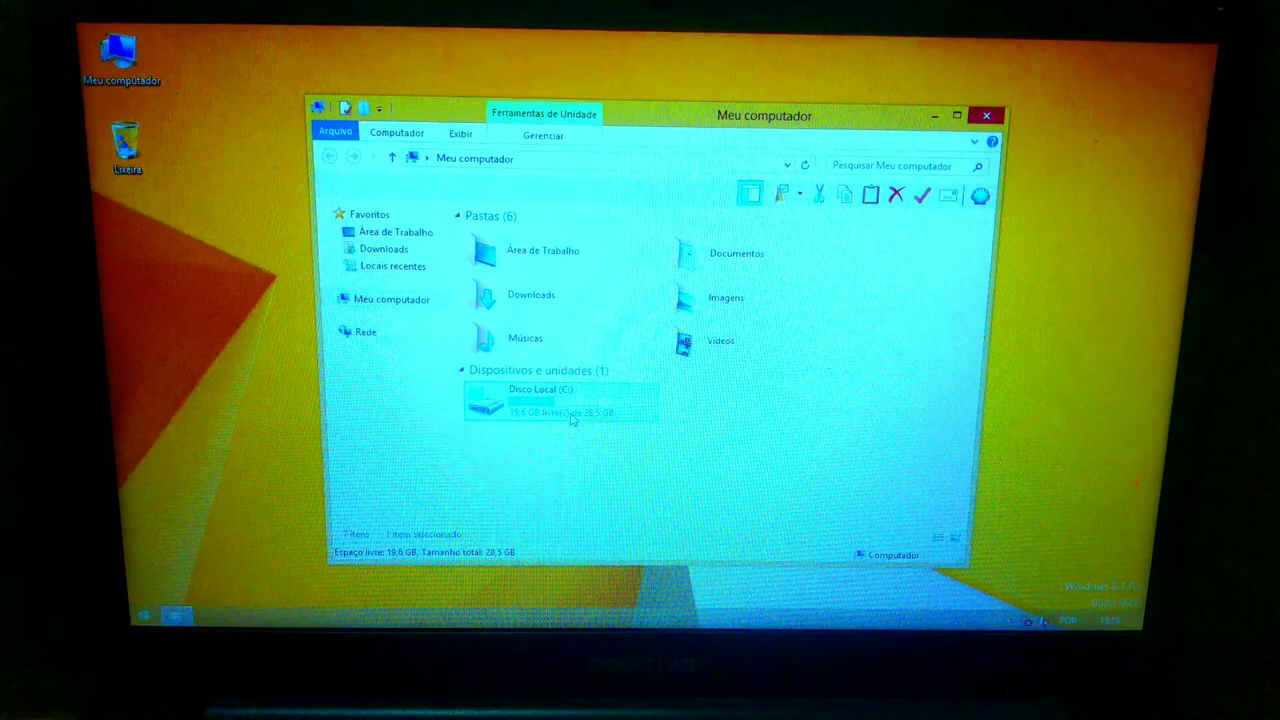 Meu computador
Lixeira
Ferramentas de Unidade
Meu computador
Arquivo
Computador
Exibir
Gerenciar
Meu computador
Pesquisar Meu computador
Favoritos
Área de Trabalho
Downloads
Locais recentes
Meu computador
Rede
Pastas (6)
Área de Trabalho
Documentos
Downloads
Imagens
Músicas
Vídeos
Dispositivos e unidades (1)
Disco Local (C:)
19,6 GB livre(s) de 28,5 GB
7 itens 1 item selecionado
Espaço livre: 19,6 GB, Tamanho total: 28,5 GB
Computador
Windows 8.1 Pro
Build 9600
POR